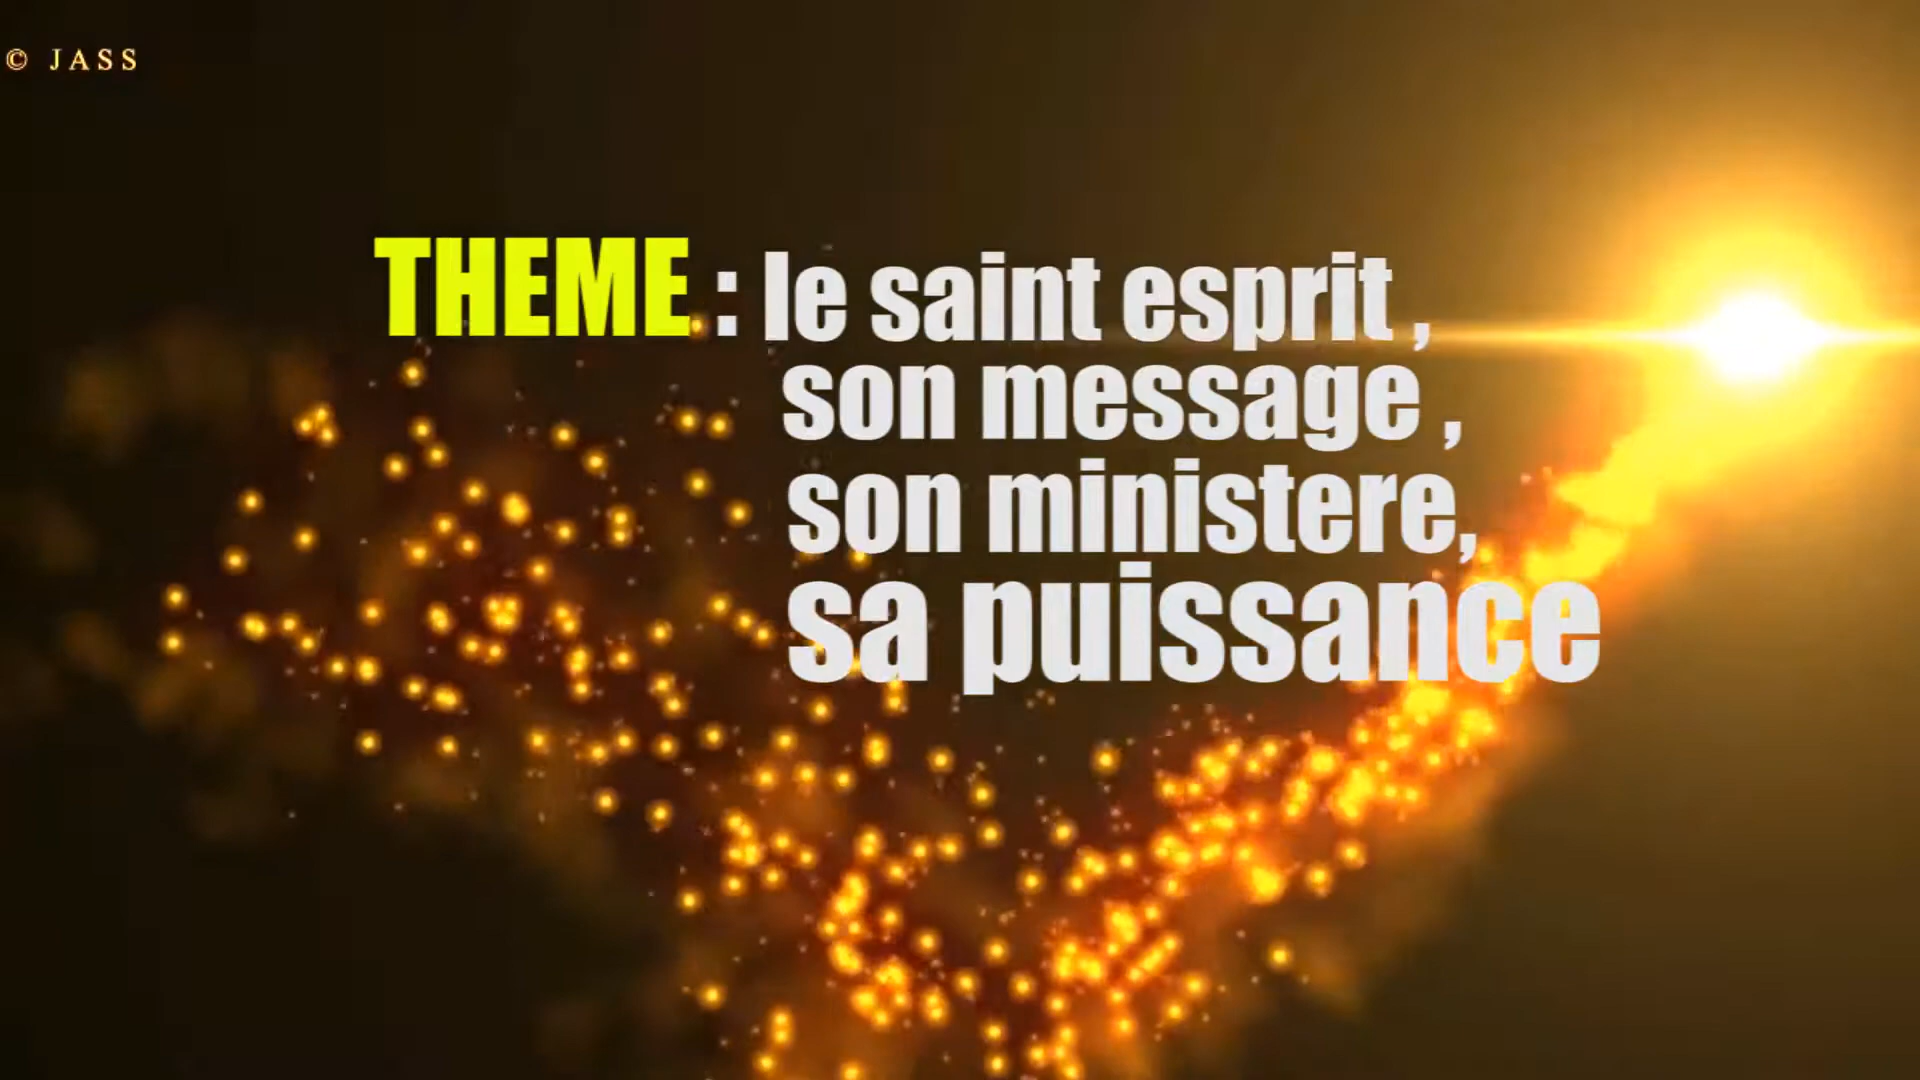 © JASS
THEME : le saint esprit ,
son message ,
son ministere,
sa puissance